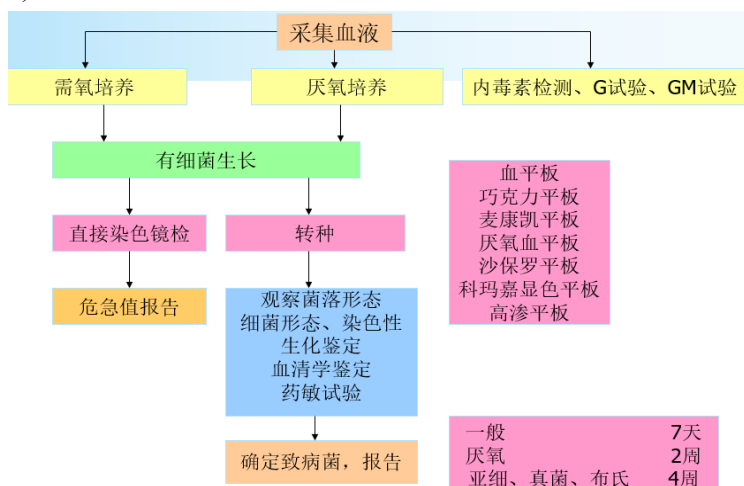 采集血液
需氧培养
厌氧培养
内毒素检测、G试验、GM试验
有细菌生长
血平板
巧克力平板
麦康凯平板
厌氧血平板
沙保罗平板
科玛嘉显色平板
高渗平板
直接染色镜检
转种
危急值报告
观察菌落形态
细菌形态、染色性
生化鉴定
血清学鉴定
药敏试验
确定致病菌，报告
一般 7天
厌氧 2周
亚细、真菌、布氏 4周